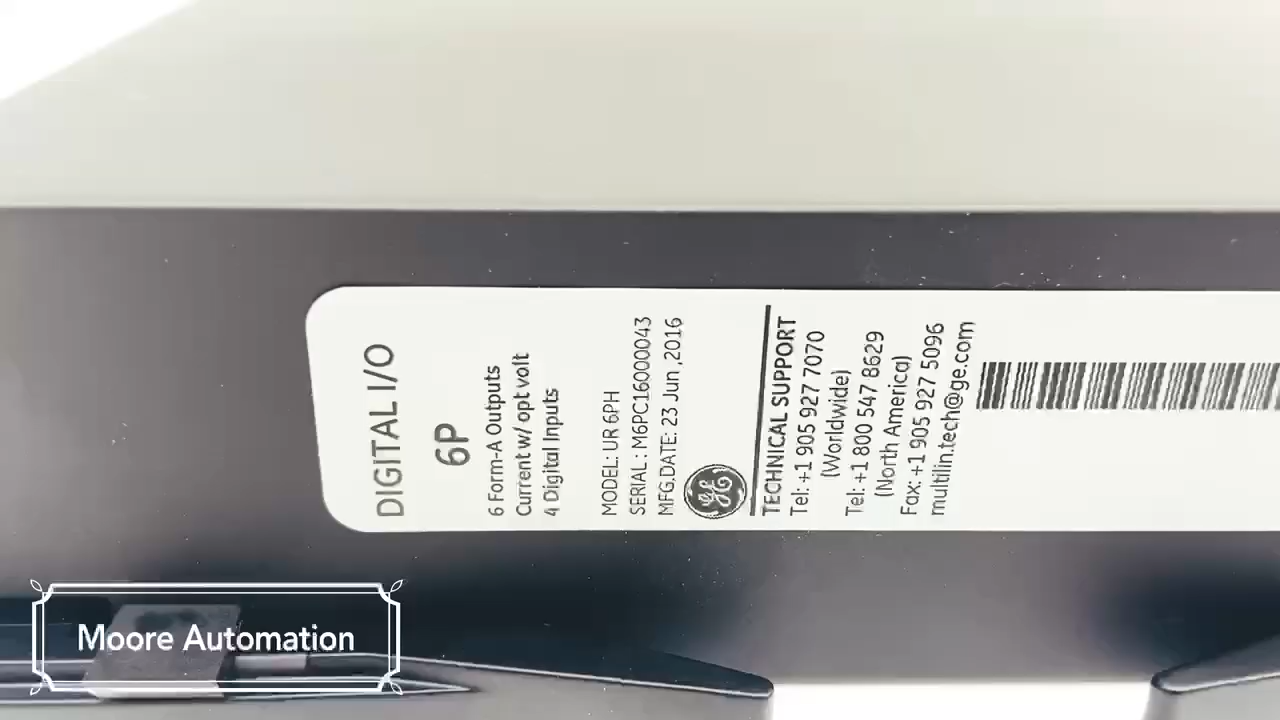 DIGITAL I/O
6P
6 Form-A Outputs
Current w/ opt volt
4 Digital Inputs
MODEL: UR 6PH
SERIAL : M6PC16000043
MFG.DATE: 23 Jun ,2016
TECHNICAL SUPPORT
Tel: +1 905 927 7070
(Worldwide)
Tel: +1 800 547 8629
(North America)
Fax: +1 905 927 5096
multilin.tech@ge.com
Moore Automation